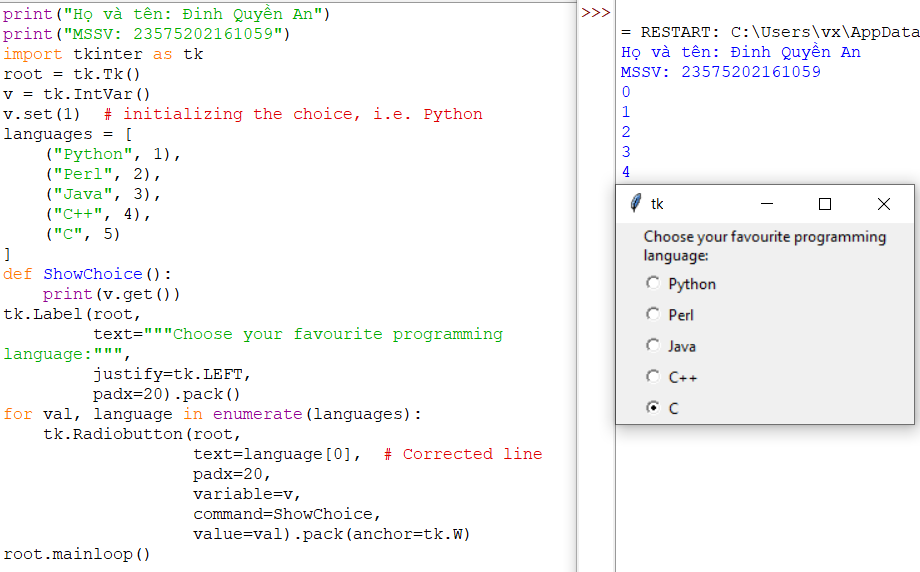 print("Họ và tên: Đinh Quyền An")
print("MSSV: 23575202161059")
import tkinter as tk
root = tk.Tk()
v = tk.IntVar()
v.set(1)  # initializing the choice, i.e. Python
languages = [
    ("Python", 1),
    ("Perl", 2),
    ("Java", 3),
    ("C++", 4),
    ("C", 5)
]
def ShowChoice():
    print(v.get())
tk.Label(root,
         text="""Choose your favourite programming
language:""",
         justify=tk.LEFT,
         padx=20).pack()
for val, language in enumerate(languages):
    tk.Radiobutton(root,
                   text=language[0],  # Corrected line
                   padx=20,
                   variable=v,
                   command=ShowChoice,
                   value=val).pack(anchor=tk.W)
root.mainloop()
>>>
= RESTART: C:\Users\vx\AppData
Họ và tên: Đinh Quyền An
MSSV: 23575202161059
0
1
2
3
4
tk
Choose your favourite programming
language:
Python
Perl
Java
C++
C